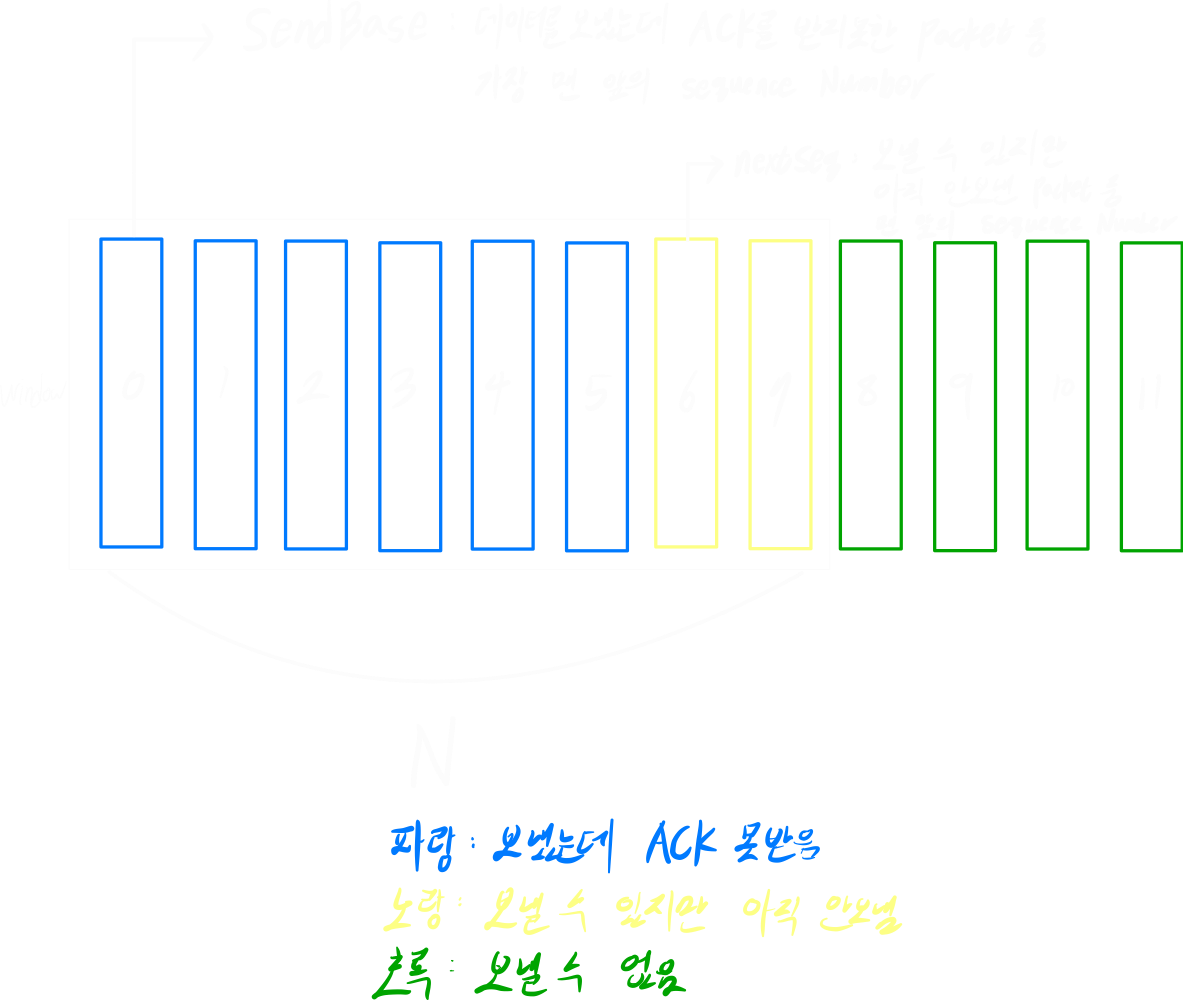 SendBase : 데이터를 보냈는데 ACK를 받지못한 Packet 중
가장 맨 앞의 sequence Number
nextSeq : 보낼 수 있지만
아직 안보낸 Packet 중
맨 앞의 Sequence Number
window 0 1 2 3 4 5 6 7 8 9 10 11
N
파랑 : 보냈는데 ACK 못받음
노랑 : 보낼 수 있지만 아직 안보냄
초록 : 보낼 수 없음